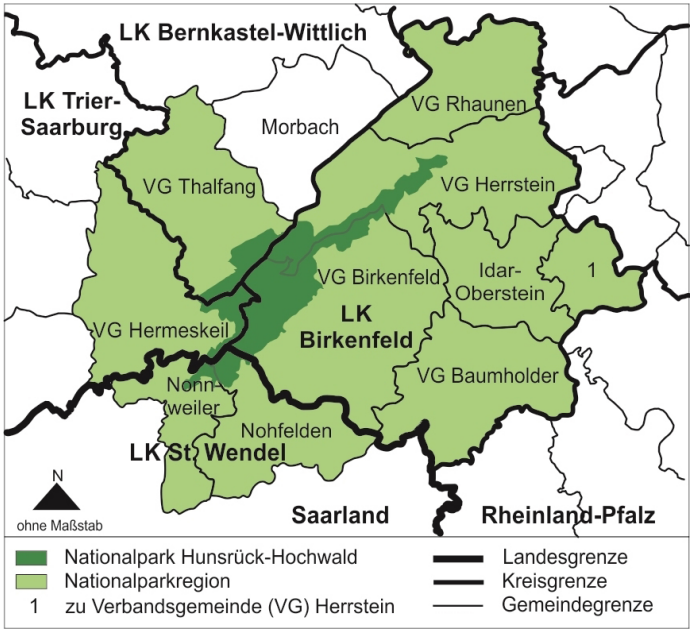 LK Bernkastel-Wittlich
LK Trier-
Saarburg
VG Rhaunen
Morbach
VG Thalfang
VG Herrstein
VG Birkenfeld
Idar-
Oberstein
1
LK
Birkenfeld
VG Hermeskeil
VG Baumholder
Nonn-
weiler
Nohfelden
LK St. Wendel
N
ohne Maßstab
Saarland
Rheinland-Pfalz
Nationalpark Hunsrück-Hochwald
Nationalparkregion
1 zu Verbandsgemeinde (VG) Herrstein
Landesgrenze
Kreisgrenze
Gemeindegrenze